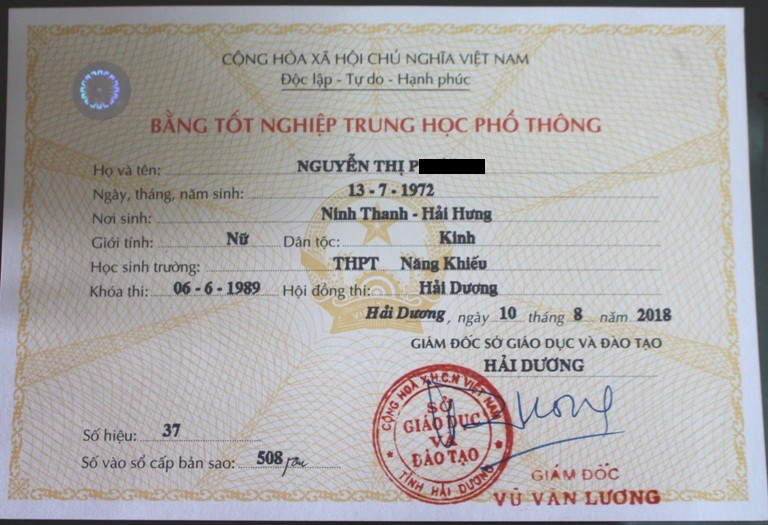 CỘNG HÒA XÃ HỘI CHỦ NGHĨA VIỆT NAM
Độc lập - Tự do - Hạnh phúc
BẰNG TỐT NGHIỆP TRUNG HỌC PHỔ THÔNG
Họ và tên: NGUYỄN THỊ P
Ngày, tháng, năm sinh: 13 - 7 - 1972
Nơi sinh: Ninh Thanh - Hải Hưng
Giới tính: Nữ Dân tộc: Kinh
Học sinh trường: THPT Năng Khiếu
Khóa thi: 06 - 6 - 1989 Hội đồng thi: Hải Dương
Hải Dương, ngày 10 tháng 8 năm 2018
GIÁM ĐỐC SỞ GIÁO DỤC VÀ ĐÀO TẠO
HẢI DƯƠNG
CỘNG HOÀ X.H.C.N VIỆT NAM
SỞ
GIÁO DỤC
VÀ
ĐÀO TẠO
TỈNH HẢI DƯƠNG
Số hiệu: 37
Số vào sổ cấp bản sao: 508
GIÁM ĐỐC
VŨ VĂN LƯƠNG